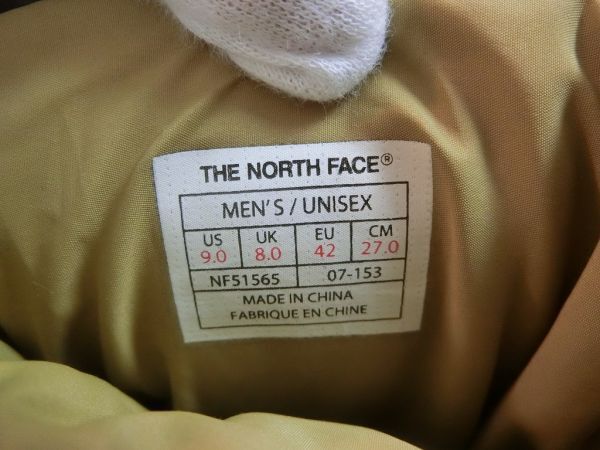 THE NORTH FACE®
MEN'S / UNISEX
US UK EU CM
9.0 8.0 42 27.0
NF51565 07-153
MADE IN CHINA
FABRIQUE EN CHINE